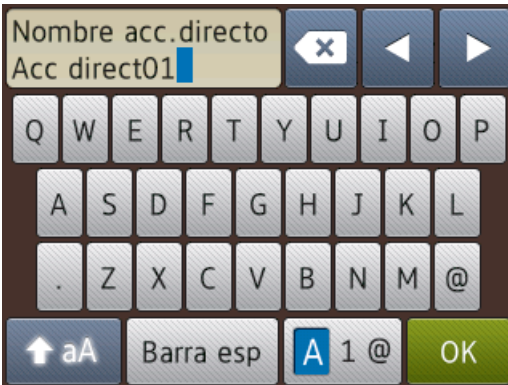 Nombre acc.directo
Acc direct01
Q W E R T Y U I O P
A S D F G H J K L
. Z X C V B N M @
aA Barra esp A 1 @ OK